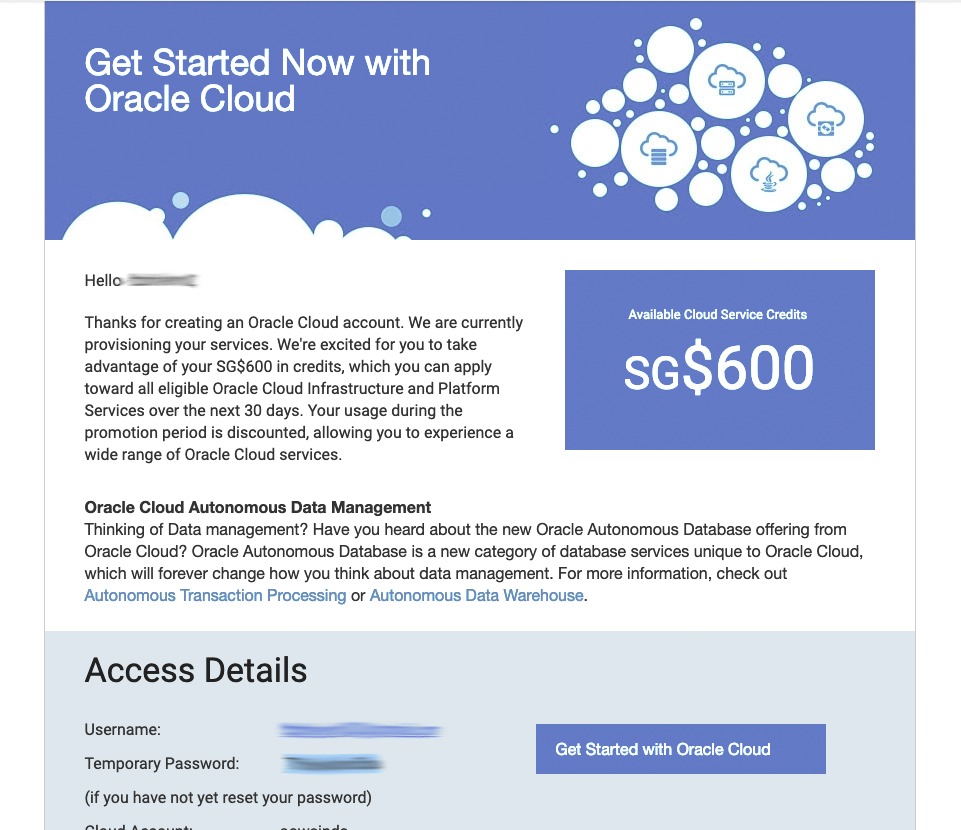 Get Started Now with
Oracle Cloud
Hello
Thanks for creating an Oracle Cloud account. We are currently
provisioning your services. We're excited for you to take
advantage of your SG$600 in credits, which you can apply
toward all eligible Oracle Cloud Infrastructure and Platform
Services over the next 30 days. Your usage during the
promotion period is discounted, allowing you to experience a
wide range of Oracle Cloud services.
Available Cloud Service Credits
SG$600
Oracle Cloud Autonomous Data Management
Thinking of Data management? Have you heard about the new Oracle Autonomous Database offering from
Oracle Cloud? Oracle Autonomous Database is a new category of database services unique to Oracle Cloud,
which will forever change how you think about data management. For more information, check out
Autonomous Transaction Processing or Autonomous Data Warehouse.
Access Details
Username:
Temporary Password:
(if you have not yet reset your password)
Get Started with Oracle Cloud
Cloud Account: